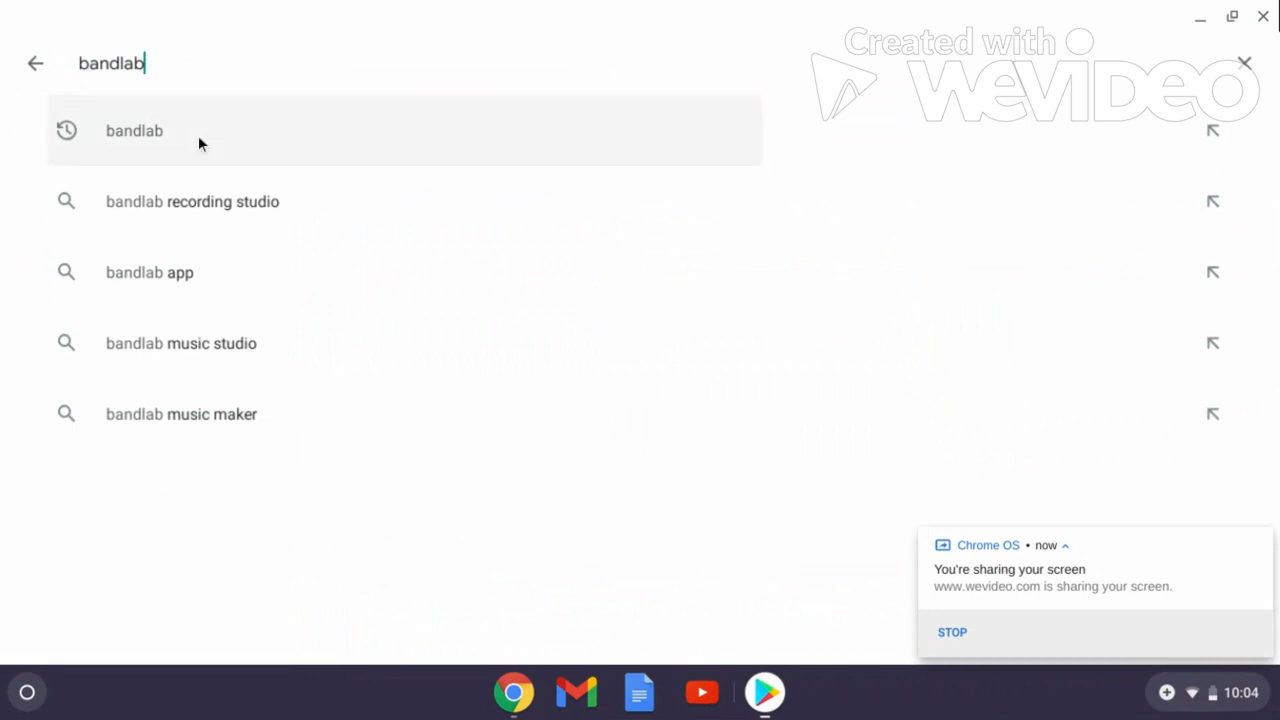 Created with
WEVIDEO
bandlab
bandlab
bandlab recording studio
bandlab app
bandlab music studio
bandlab music maker
Chrome OS • now
You're sharing your screen
www.wevideo.com is sharing your screen.
STOP
10:04